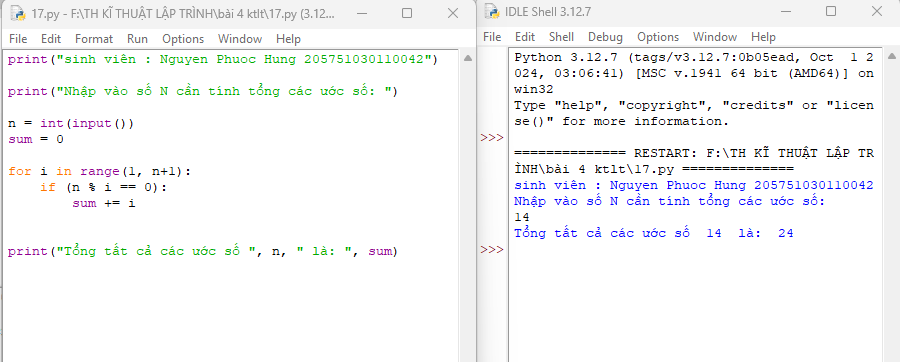 17.py - F:\TH KĨ THUẬT LẬP TRÌNH\bài 4 ktlt\17.py (3.12....
File Edit Format Run Options Window Help
print("sinh viên : Nguyen Phuoc Hung 205751030110042")
print("Nhập vào số N cần tính tổng các ước số: ")
n = int(input())
sum = 0
for i in range(1, n+1):
    if (n % i == 0):
        sum += i
print("Tổng tất cả các ước số ", n, " là: ", sum)
IDLE Shell 3.12.7
File Edit Shell Debug Options Window Help
Python 3.12.7 (tags/v3.12.7:0b05ead, Oct  1 2
024, 03:06:41) [MSC v.1941 64 bit (AMD64)] on
win32
Type "help", "copyright", "credits" or "licen
se()" for more information.
>>>
============== RESTART: F:\TH KĨ THUẬT LẬP TR
ÌNH\bài 4 ktlt\17.py ==============
sinh viên : Nguyen Phuoc Hung 205751030110042
Nhập vào số N cần tính tổng các ước số:
14
Tổng tất cả các ước số  14  là:  24
>>>